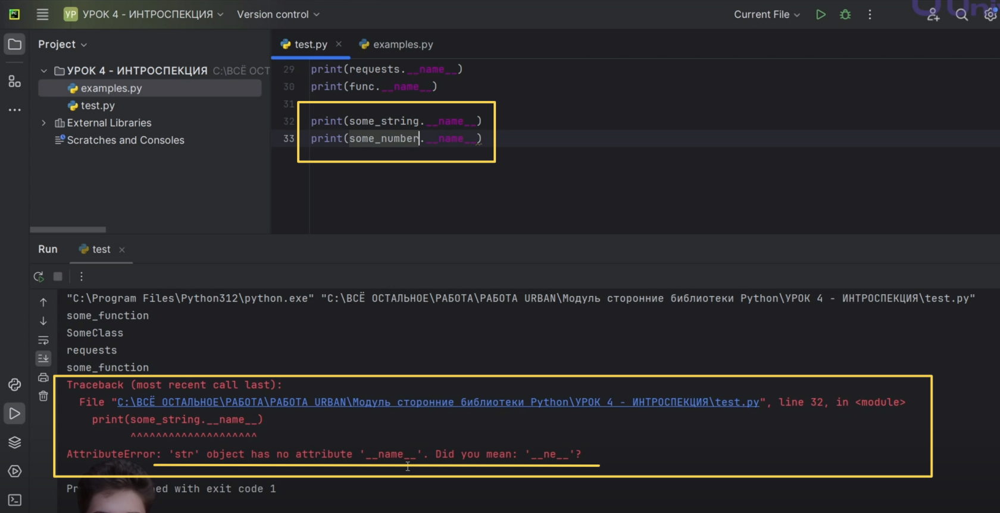 УР УРОК 4 - ИНТРОСПЕКЦИЯ Version control Current File
Project
test.py examples.py
УРОК 4 - ИНТРОСПЕКЦИЯ C:\ВСЁ ОСТ
examples.py
test.py
External Libraries
Scratches and Consoles
29 print(requests.__name__)
30 print(func.__name__)
31
32 print(some_string.__name__)
33 print(some_number.__name__)
Run test
"C:\Program Files\Python312\python.exe" "C:\ВСЁ ОСТАЛЬНОЕ\РАБОТА\РАБОТА URBAN\Модуль сторонние библиотеки Python\УРОК 4 - ИНТРОСПЕКЦИЯ\test.py"
some_function
SomeClass
requests
some_function
Traceback (most recent call last):
File "C:\ВСЁ ОСТАЛЬНОЕ\РАБОТА\РАБОТА URBAN\Модуль сторонние библиотеки Python\УРОК 4 - ИНТРОСПЕКЦИЯ\test.py", line 32, in <module>
print(some_string.__name__)
^^^^^^^^^^^^^^^^^^^^
AttributeError: 'str' object has no attribute '__name__'. Did you mean: '__ne__'?
with exit code 1